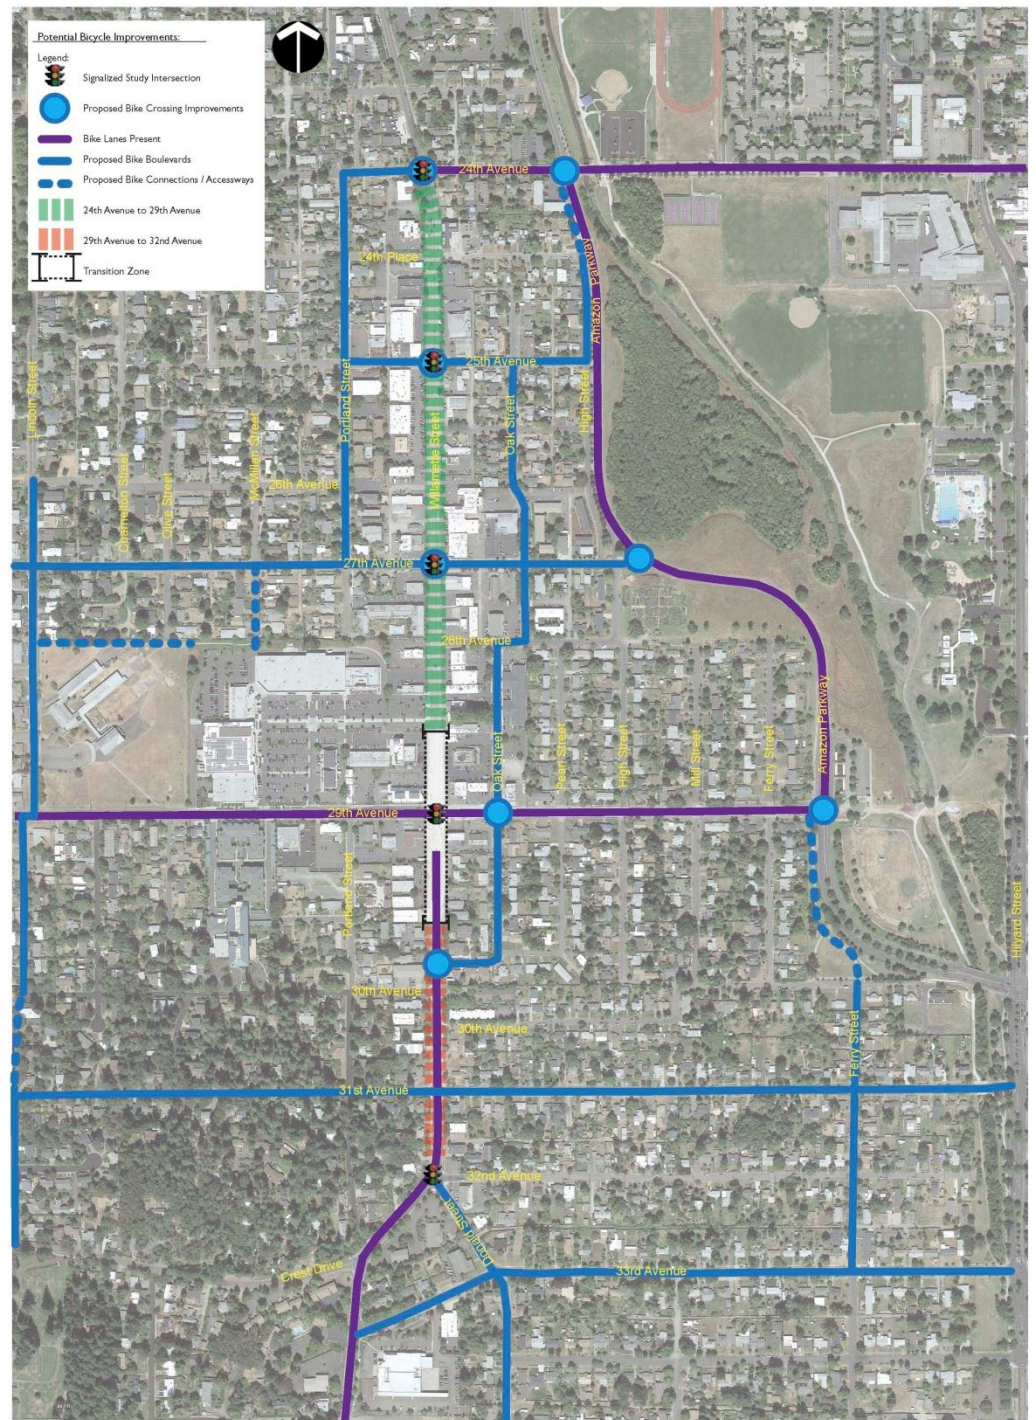 Potential Bicycle Improvements:
Legend:
Signalized Study Intersection
Proposed Bike Crossing Improvements
Bike Lanes Present
Proposed Bike Boulevards
Proposed Bike Connections / Accessways
24th Avenue to 29th Avenue
29th Avenue to 32nd Avenue
Transition Zone
24th Avenue
24th Place
Amazon Parkway
25th Avenue
Lincoln Street
Portland Street
Willamette Street
Oak Street
High Street
McMillan Street
Charnelton Street
Olive Street
26th Avenue
27th Avenue
28th Avenue
Oak Street
Pearl Street
High Street
Mill Street
Ferry Street
Amazon Parkway
29th Avenue
Portland Street
Hilyard Street
30th Avenue
30th Avenue
Ferry Street
31st Avenue
32nd Avenue
Donald Street
Crest Drive
33rd Avenue